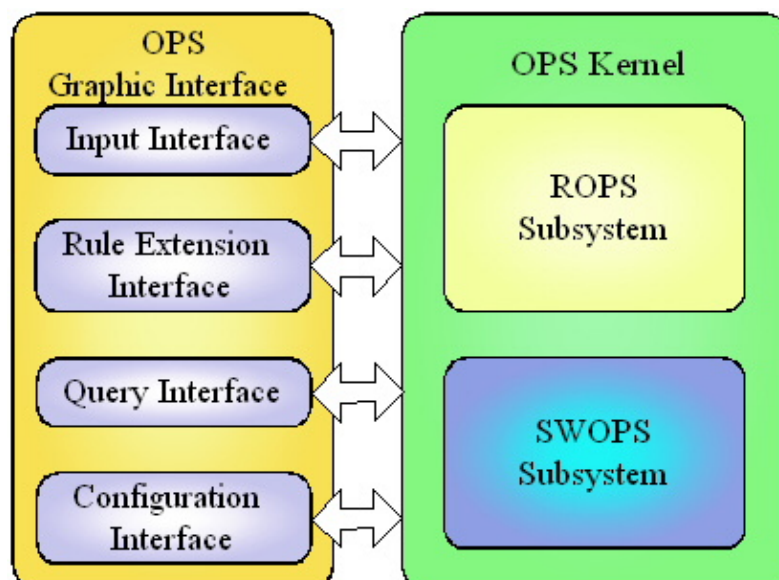 OPS
Graphic Interface
Input Interface
Rule Extension
Interface
Query Interface
Configuration
Interface
OPS Kernel
ROPS
Subsystem
SWOPS
Subsystem